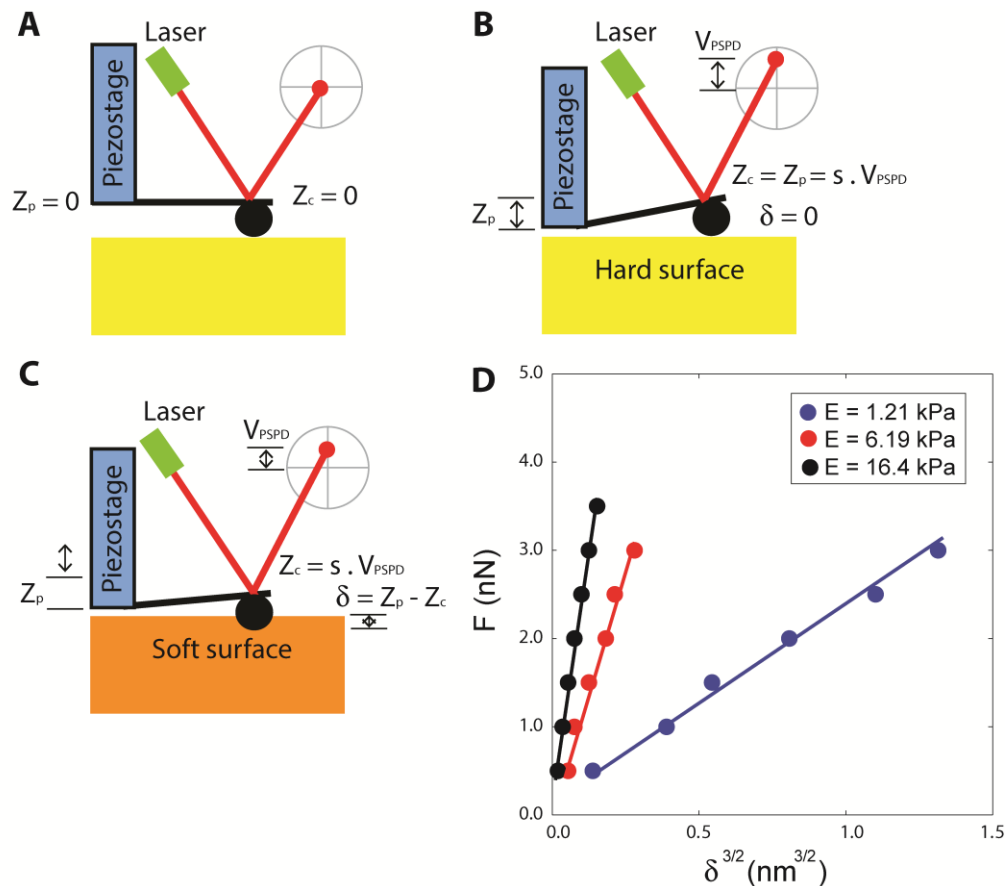 A
Laser
Piezostage
Zp = 0
Zc = 0
B
Laser
VPSPD
Piezostage
Zp
Zc = Zp = s . VPSPD
δ = 0
Hard surface
C
Laser
VPSPD
Piezostage
Zp
Zc = s . VPSPD
δ = Zp - Zc
Soft surface
D
5.0
4.0
3.0
2.0
1.0
0.0
F (nN)
E = 1.21 kPa
E = 6.19 kPa
E = 16.4 kPa
0.0 0.5 1.0 1.5
δ 3/2 (nm3/2)